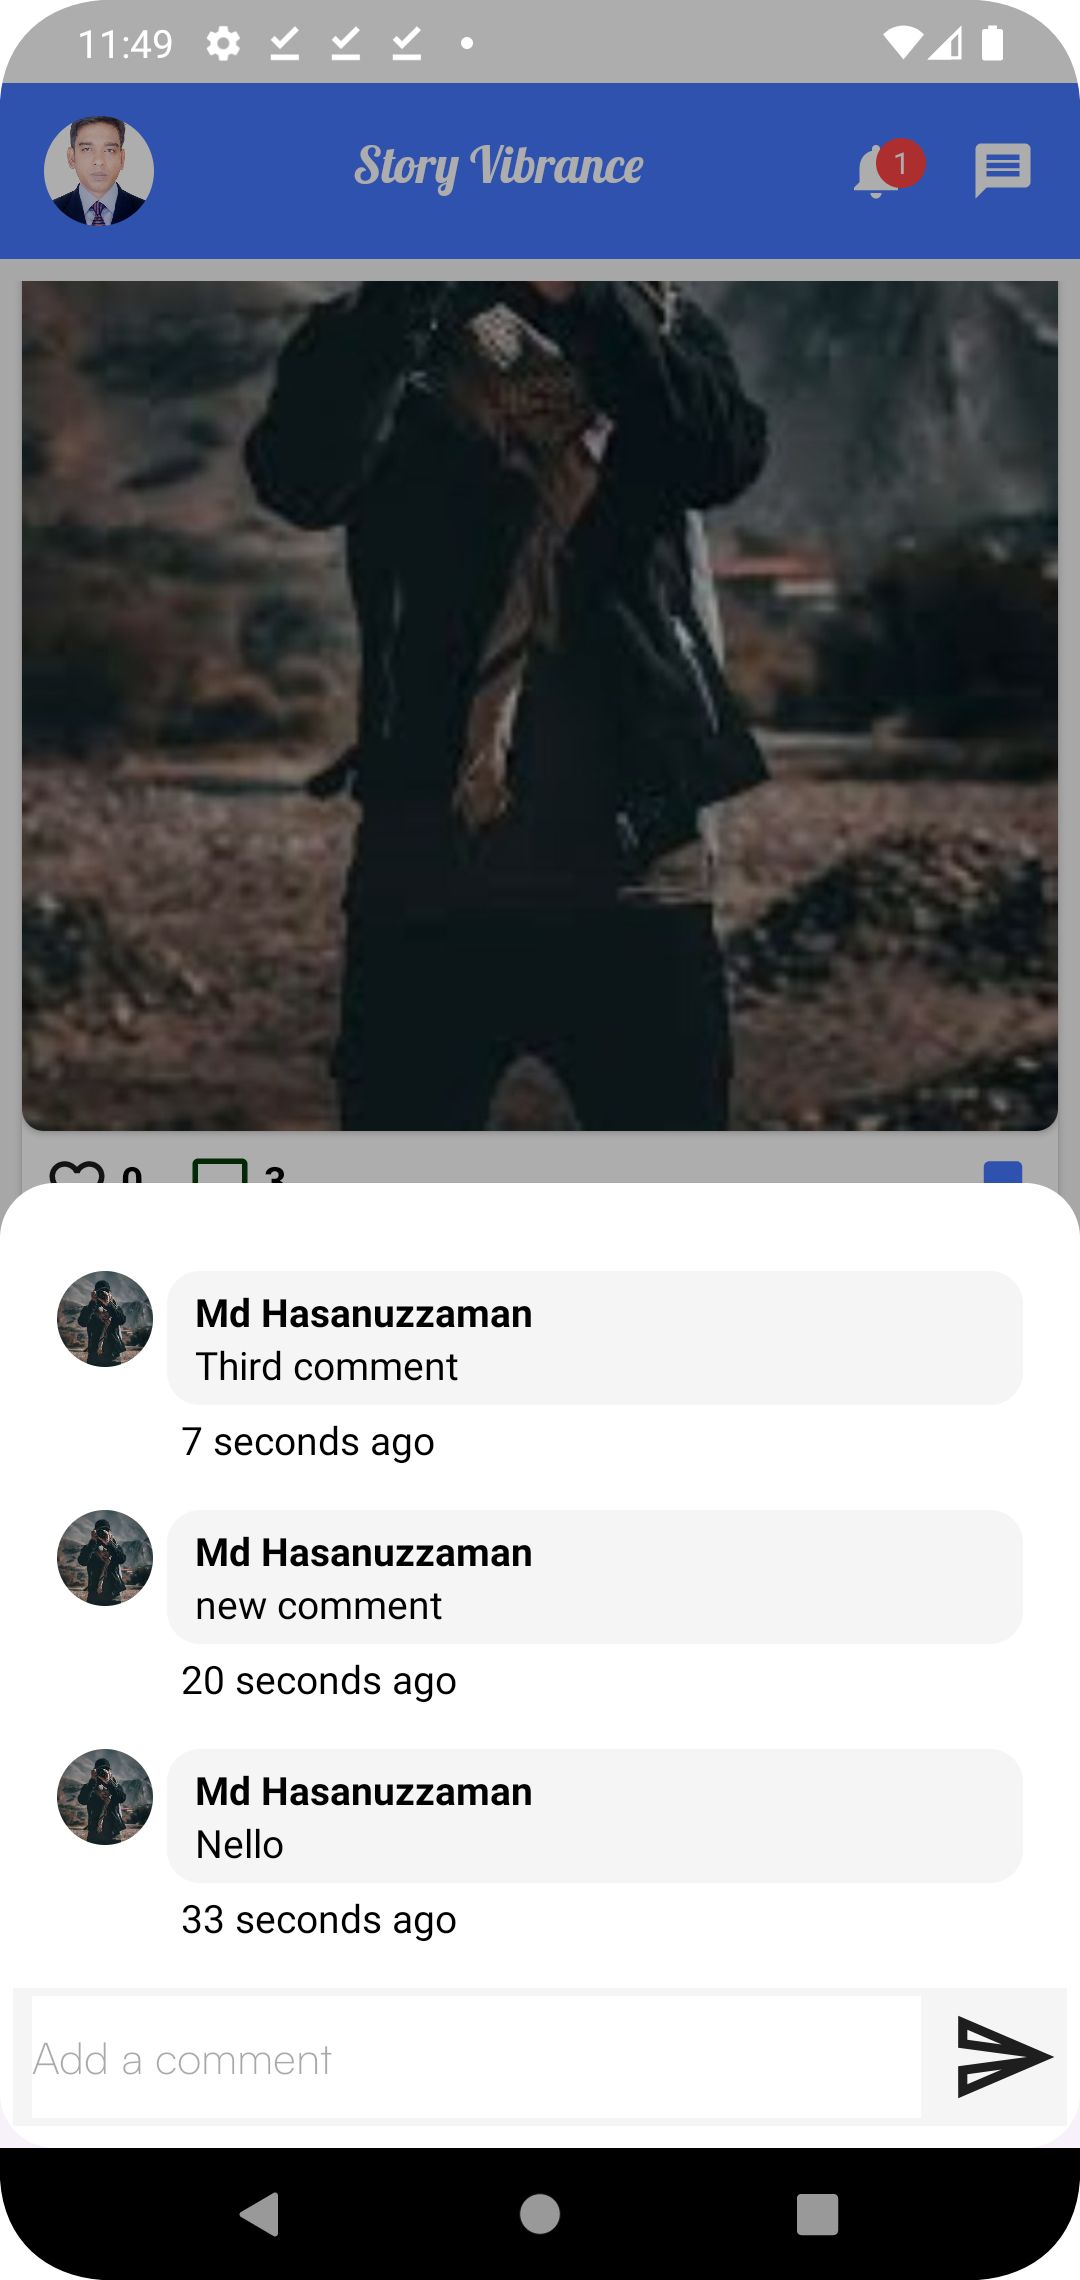 11:49
Story Vibrance
1
0 3
Md Hasanuzzaman
Third comment
7 seconds ago
Md Hasanuzzaman
new comment
20 seconds ago
Md Hasanuzzaman
Nello
33 seconds ago
Add a comment